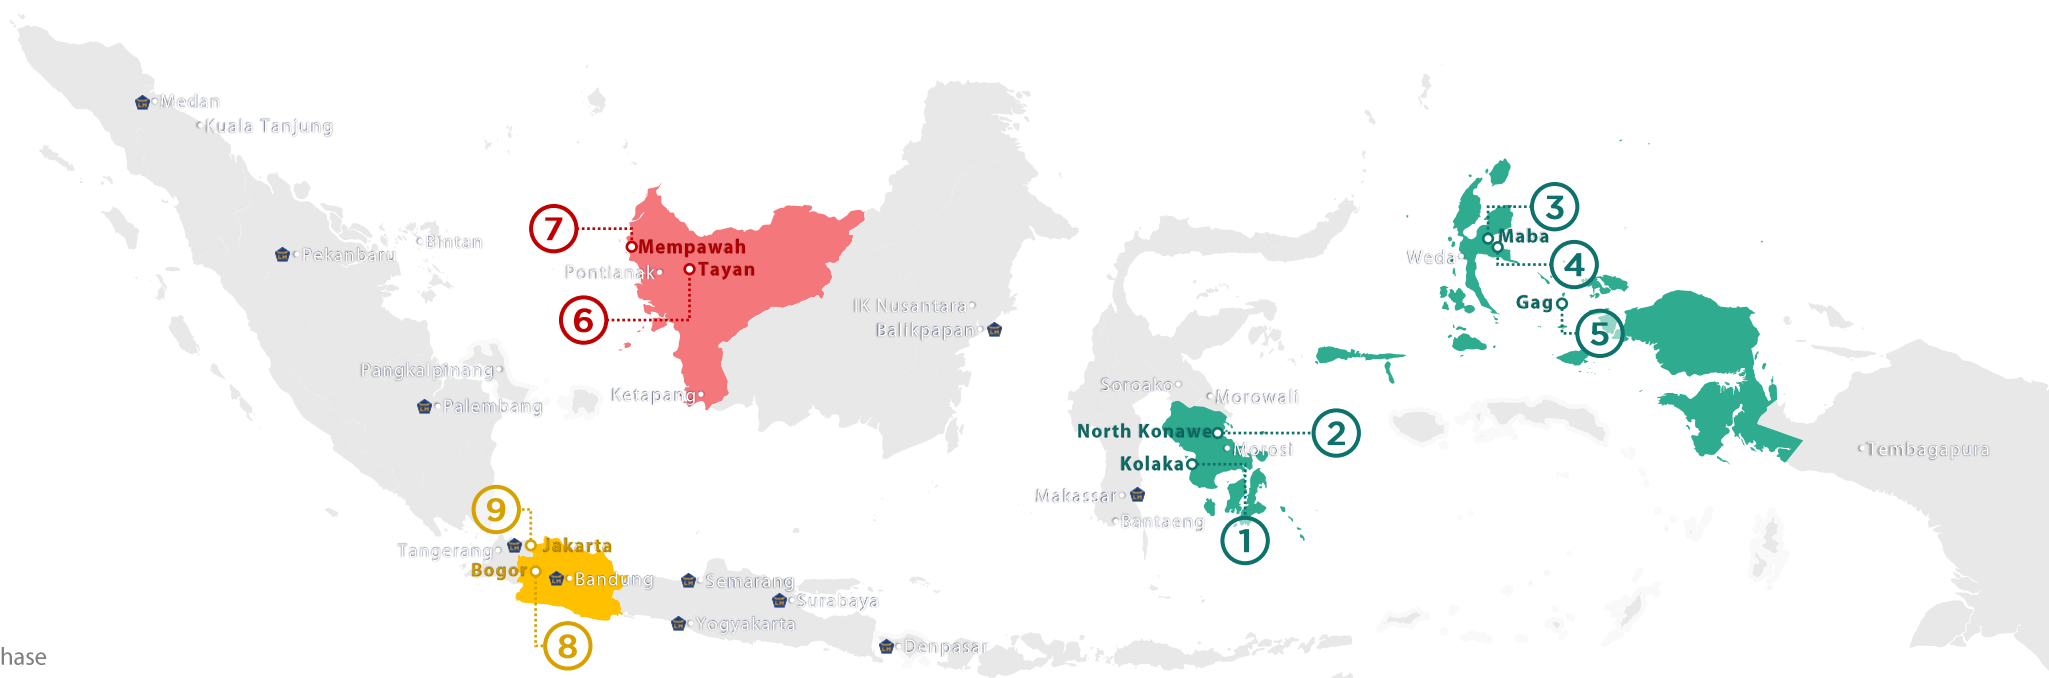 Medan
Kuala Tanjung
7
Mempawah
Pontianak
Tayan
6
Bintan
Pekanbaru
3
Maba
4
Weda
Gag
5
IK Nusantara
Balikpapan
Pangkalpinang
Palembang
Ketapang
Soroako
Morowali
North Konawe
2
Morosi
Kolaka
Tembagapura
Makassar
Bantaeng
1
9
Jakarta
Tangerang
Bogor
Bandung
Semarang
Surabaya
Yogyakarta
8
Denpasar
hase